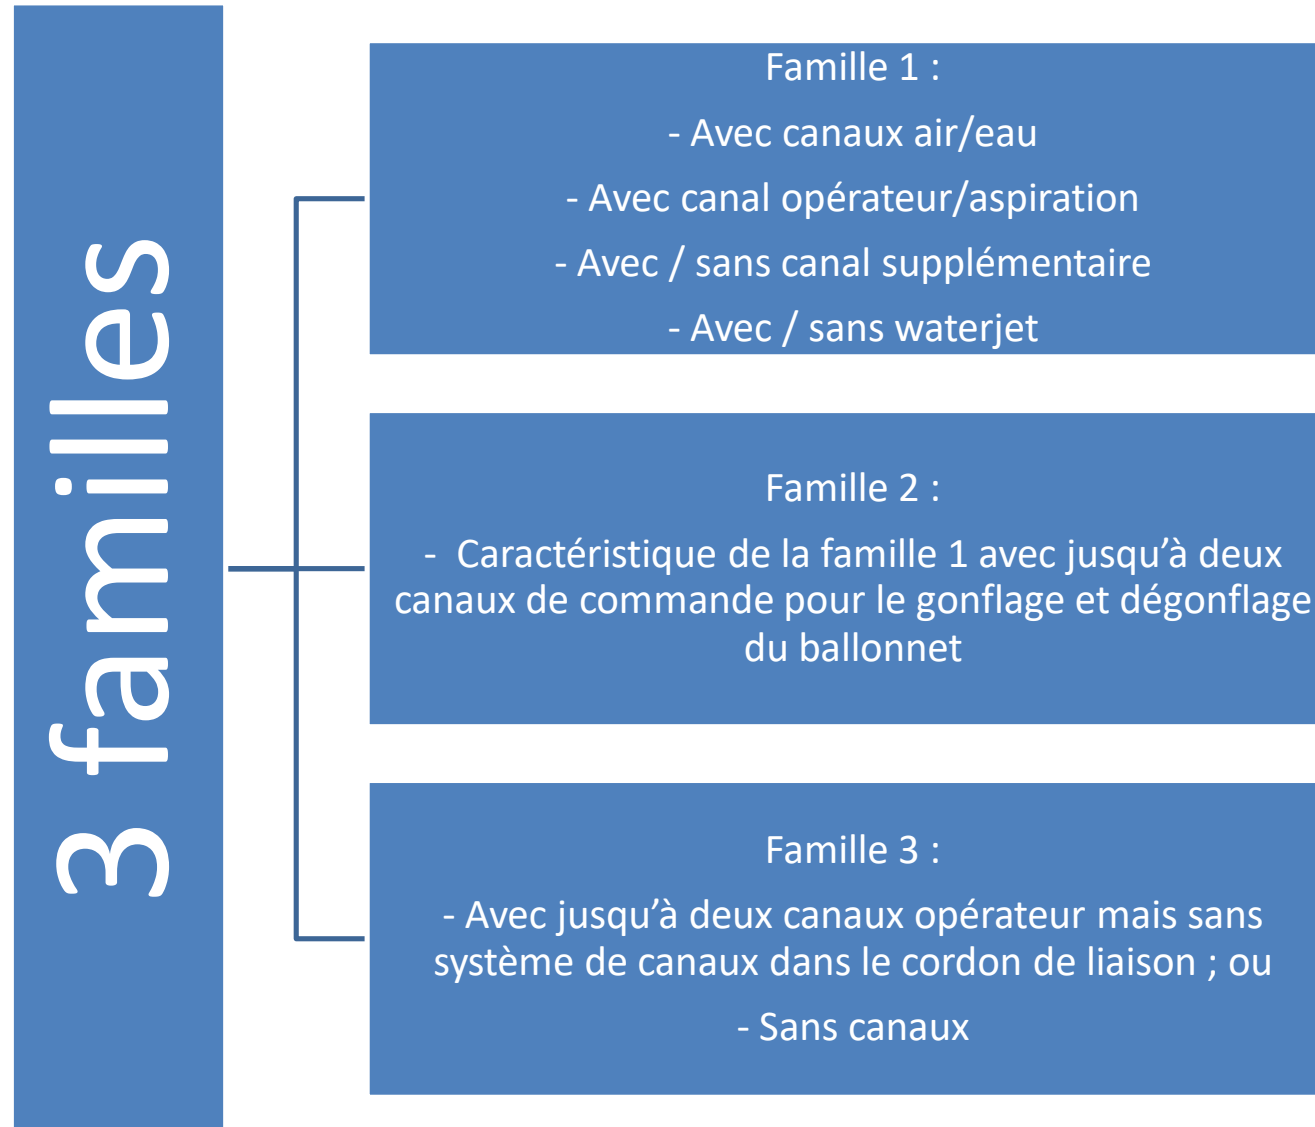 3 familles
Famille 1 :
- Avec canaux air/eau
- Avec canal opérateur/aspiration
- Avec / sans canal supplémentaire
- Avec / sans waterjet
Famille 2 :
- Caractéristique de la famille 1 avec jusqu’à deux
canaux de commande pour le gonflage et dégonflage
du ballonnet
Famille 3 :
- Avec jusqu’à deux canaux opérateur mais sans
système de canaux dans le cordon de liaison ; ou
- Sans canaux